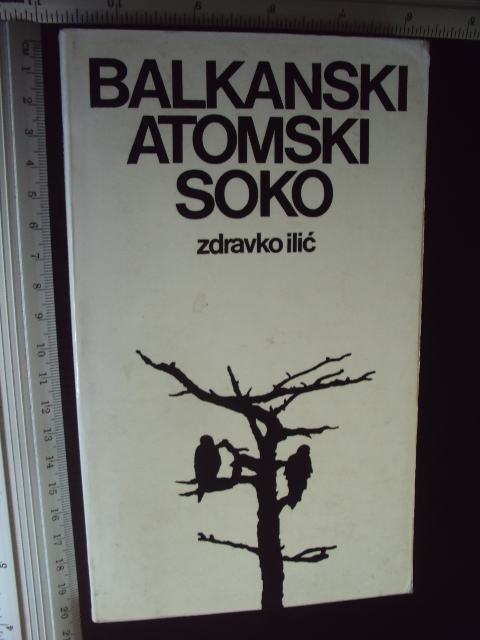 BALKANSKI
ATOMSKI
SOKO
zdravko ilić